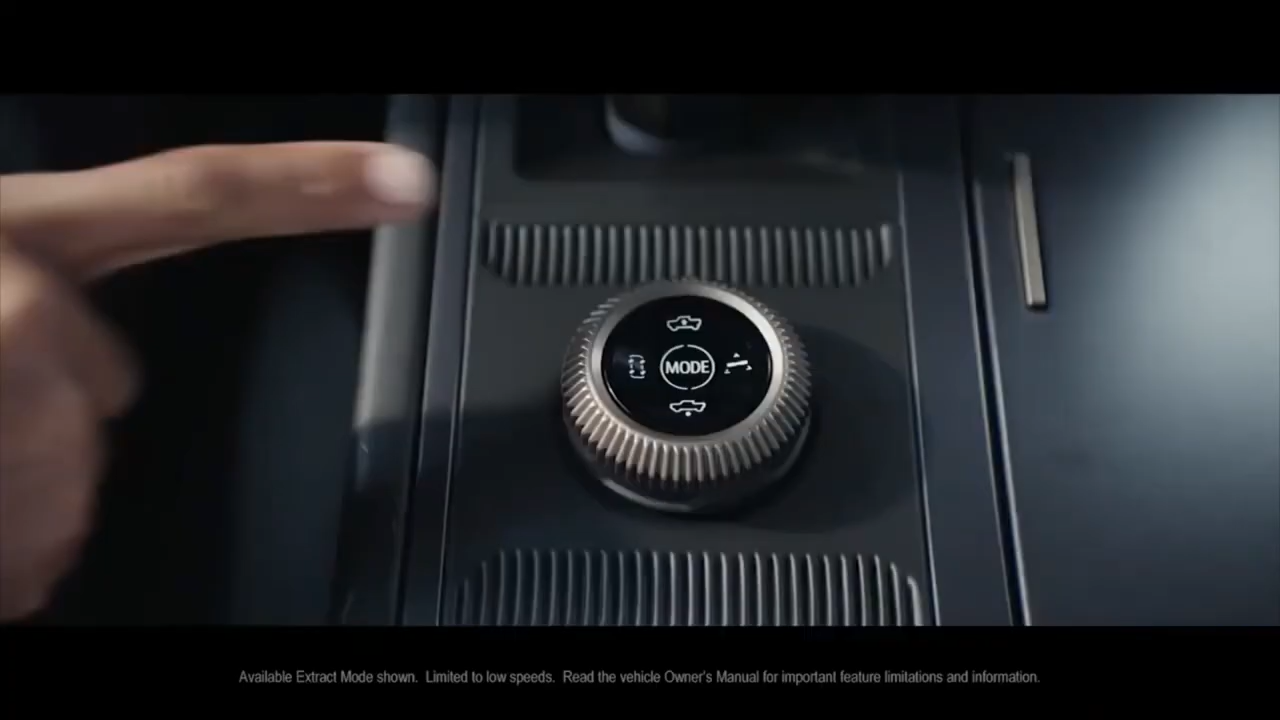 MODE
Available Extract Mode shown. Limited to low speeds. Read the vehicle Owner's Manual for important feature limitations and information.